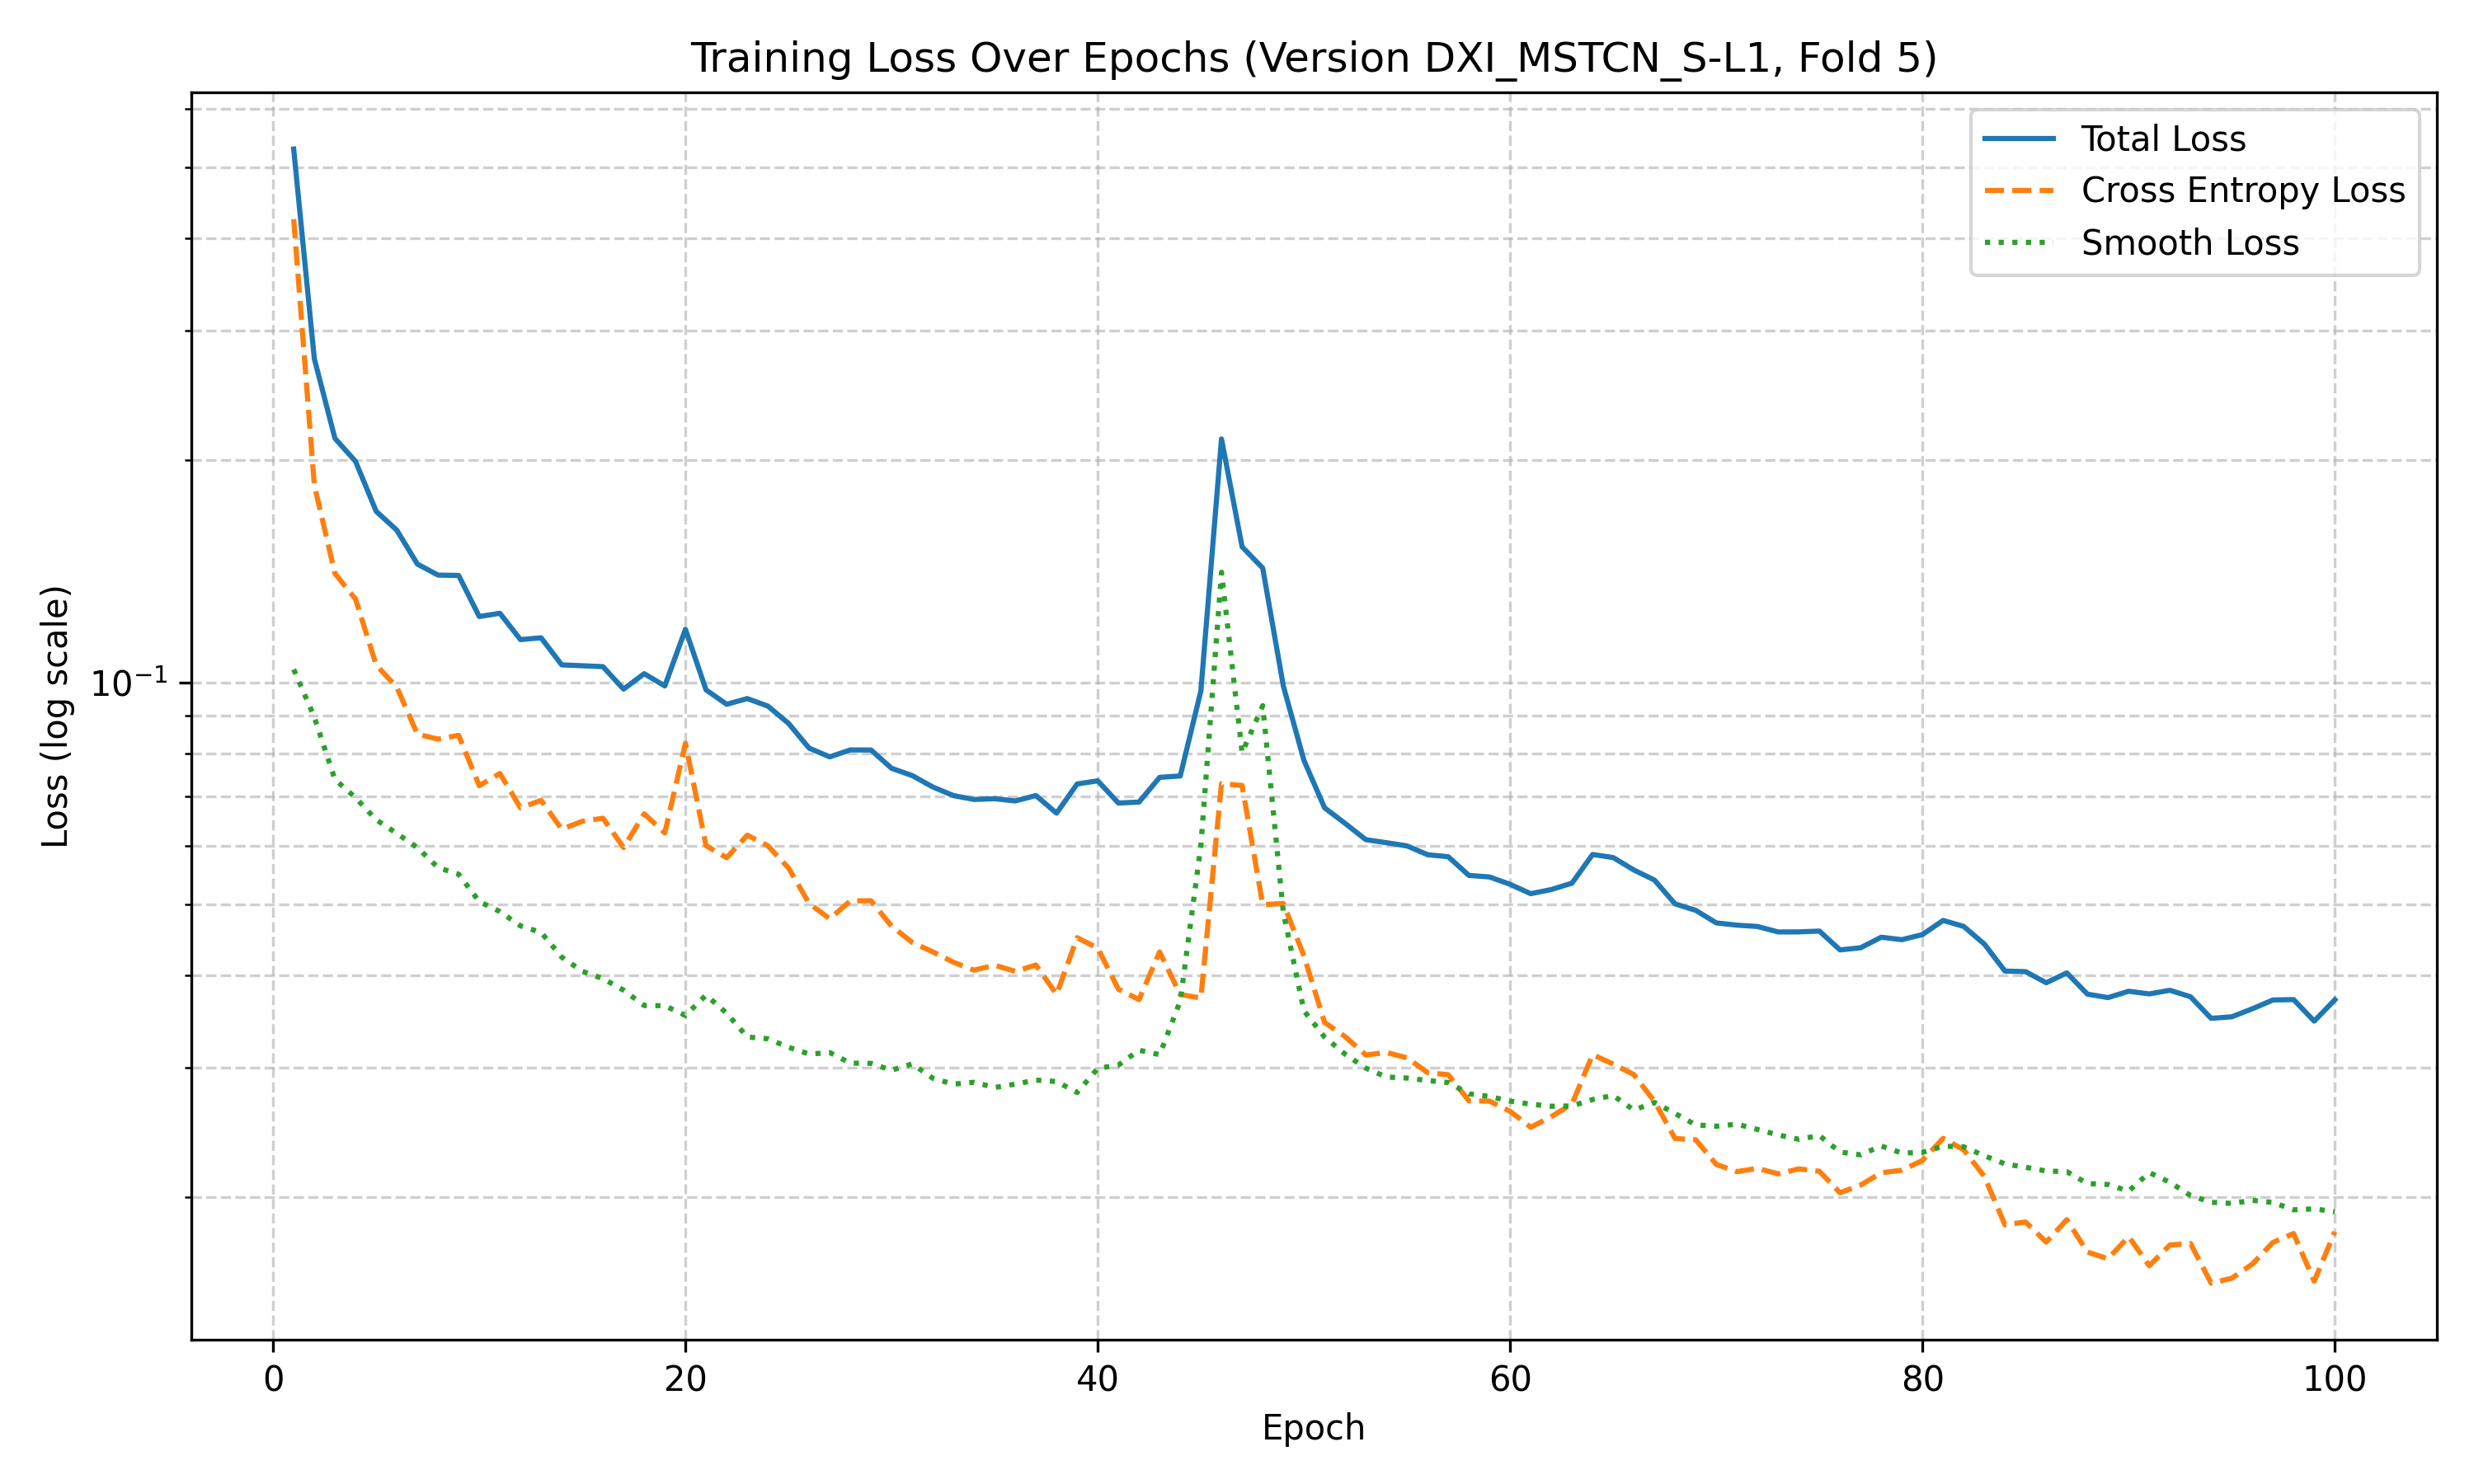 Training Loss Over Epochs (Version DXI_MSTCN_S-L1, Fold 5)
Total Loss
Cross Entropy Loss
Smooth Loss
Loss (log scale)
10⁻¹
0 20 40 60 80 100
Epoch